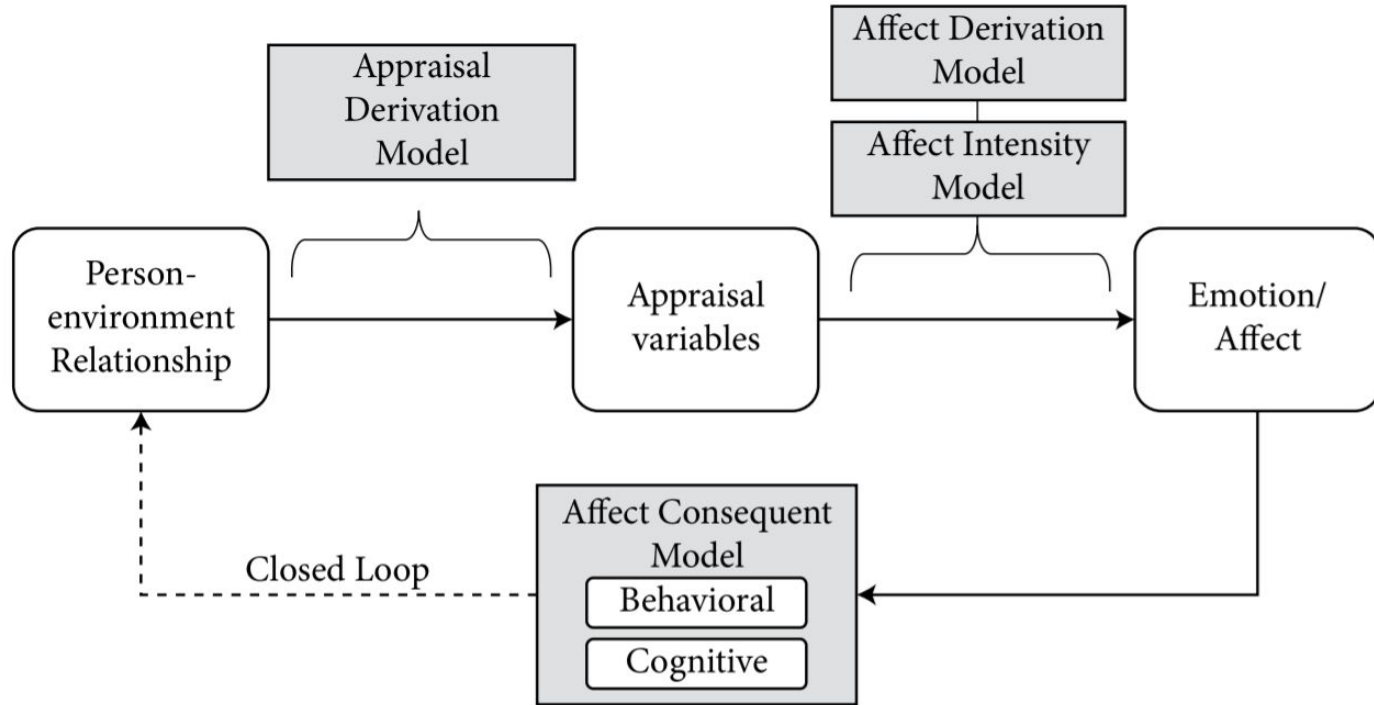 Appraisal
Derivation
Model
Affect Derivation
Model
Affect Intensity
Model
Person-
environment
Relationship
Appraisal
variables
Emotion/
Affect
Affect Consequent
Model
Behavioral
Cognitive
Closed Loop